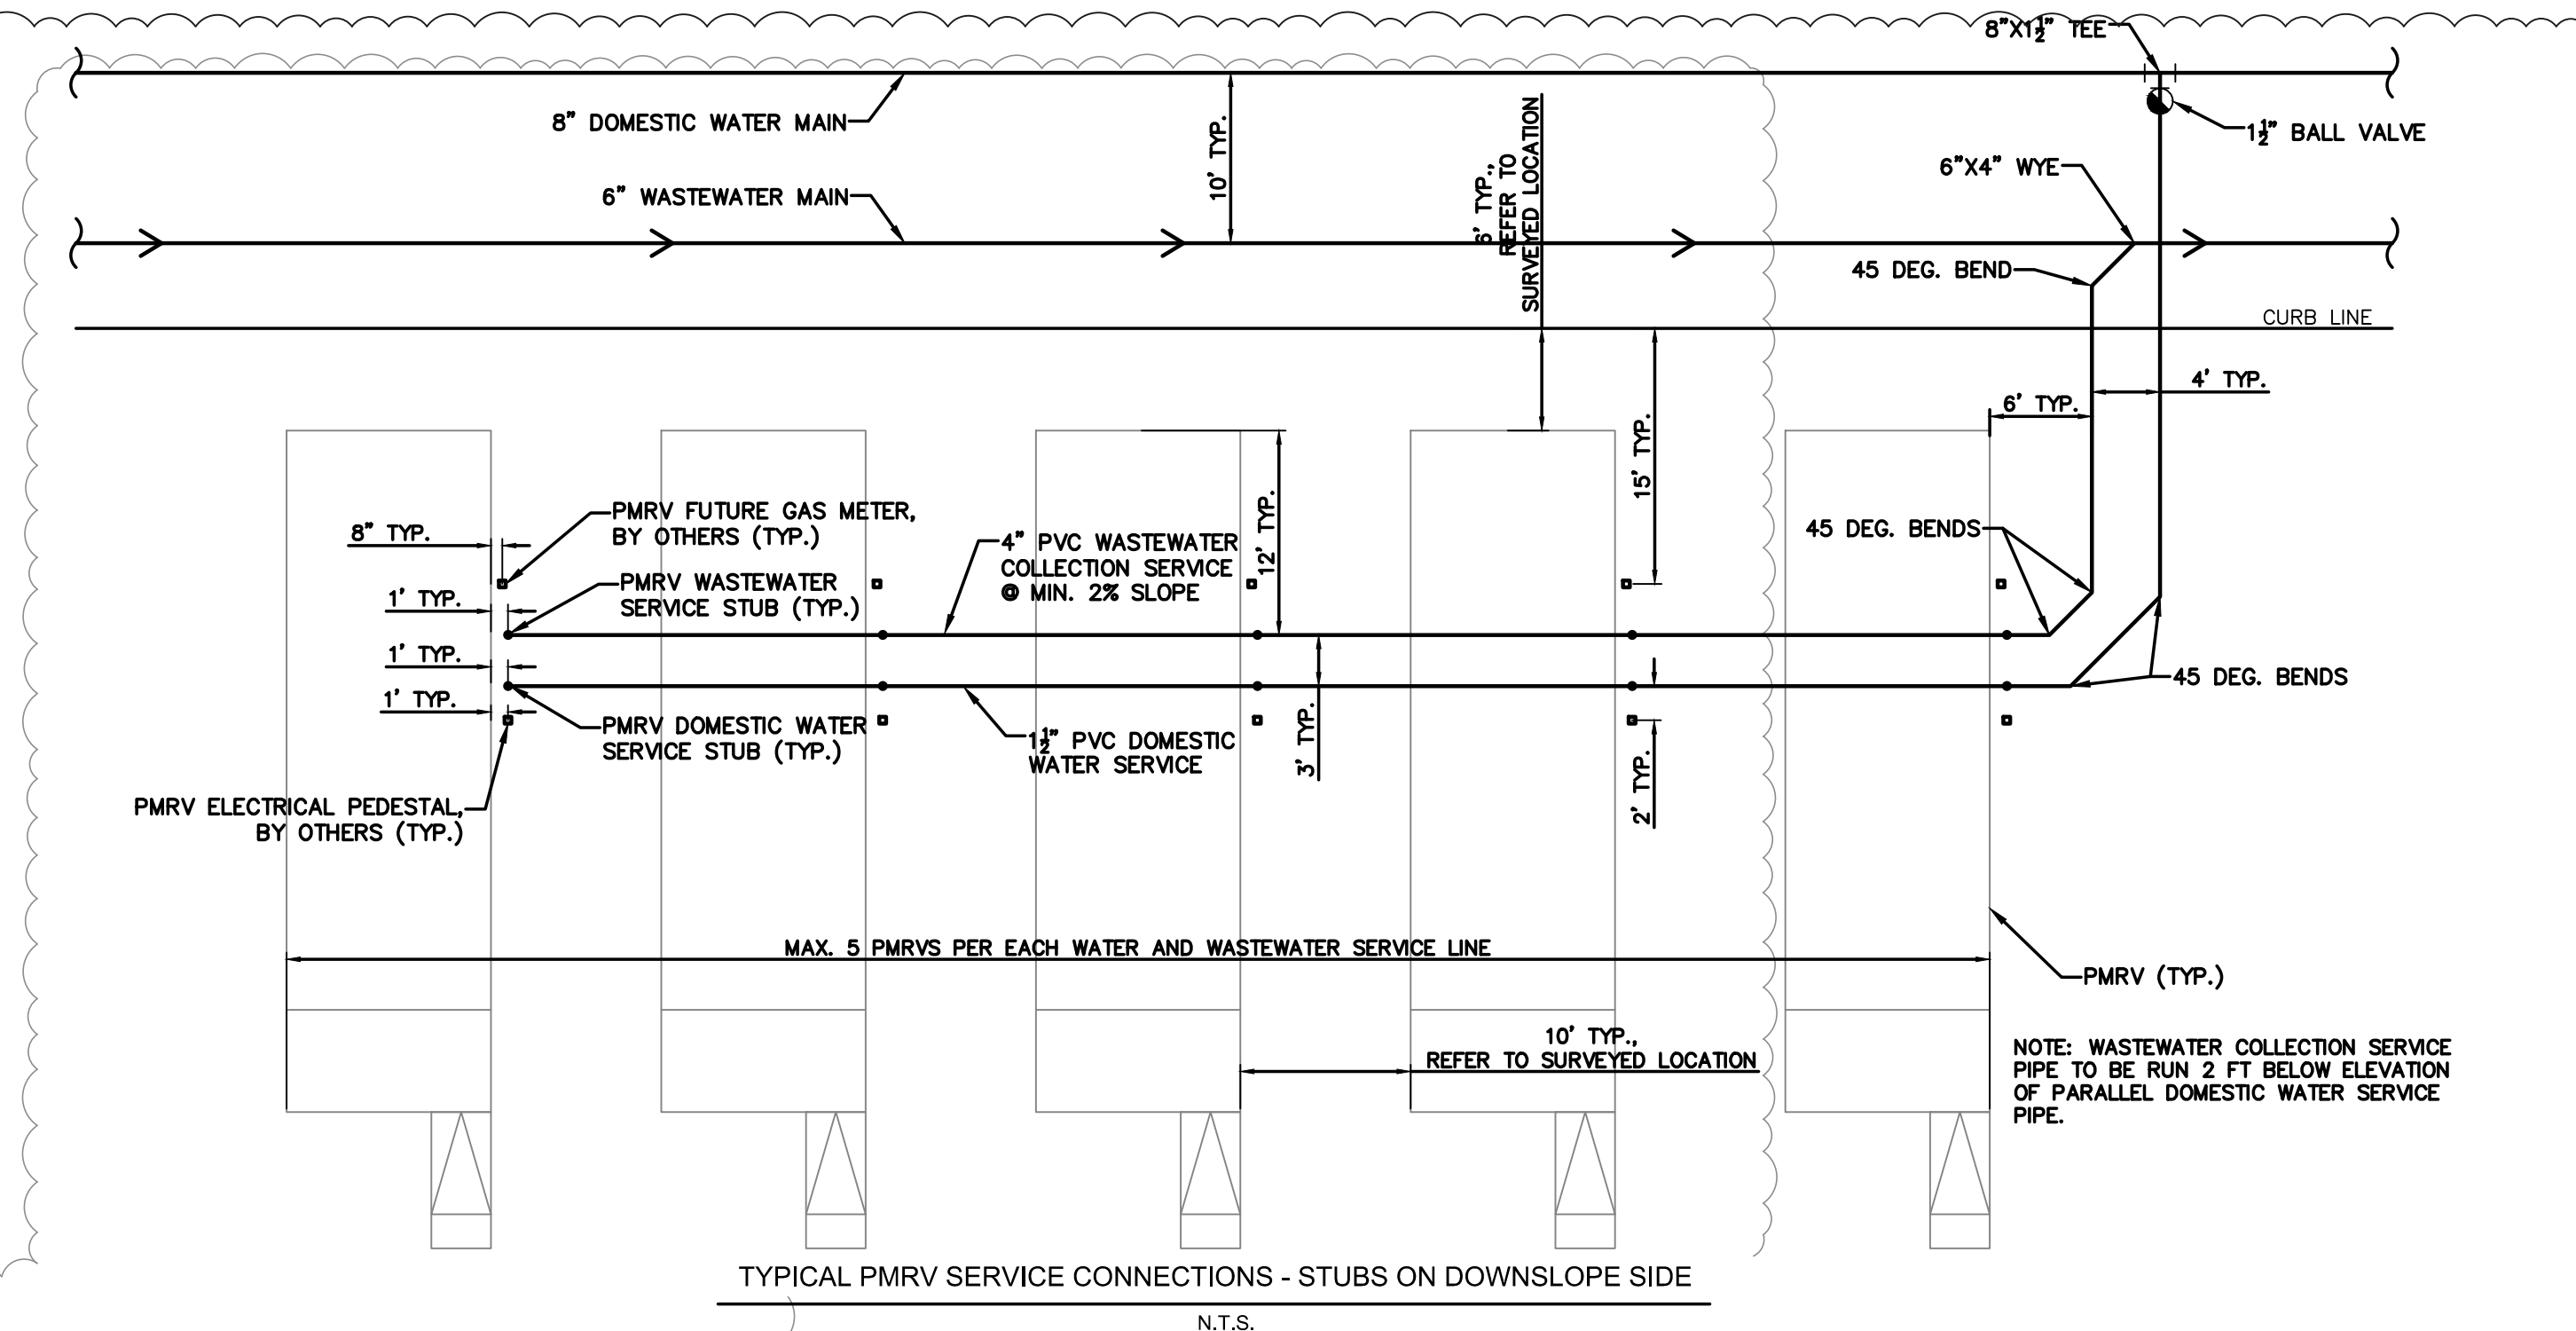 8"X1½" TEE
8" DOMESTIC WATER MAIN
1½" BALL VALVE
10' TYP.
6' TYP.,
REFER TO
SURVEYED LOCATION
6"X4" WYE
6" WASTEWATER MAIN
45 DEG. BEND
CURB LINE
4' TYP.
6' TYP.
15' TYP.
12' TYP.
8" TYP.
PMRV FUTURE GAS METER,
BY OTHERS (TYP.)
45 DEG. BENDS
4" PVC WASTEWATER
COLLECTION SERVICE
@ MIN. 2% SLOPE
PMRV WASTEWATER
SERVICE STUB (TYP.)
1' TYP.
1' TYP.
1' TYP.
45 DEG. BENDS
PMRV DOMESTIC WATER
SERVICE STUB (TYP.)
1½" PVC DOMESTIC
WATER SERVICE
3' TYP.
2' TYP.
PMRV ELECTRICAL PEDESTAL,
BY OTHERS (TYP.)
MAX. 5 PMRVS PER EACH WATER AND WASTEWATER SERVICE LINE
PMRV (TYP.)
10' TYP.,
REFER TO SURVEYED LOCATION
NOTE: WASTEWATER COLLECTION SERVICE
PIPE TO BE RUN 2 FT BELOW ELEVATION
OF PARALLEL DOMESTIC WATER SERVICE
PIPE.
TYPICAL PMRV SERVICE CONNECTIONS - STUBS ON DOWNSLOPE SIDE
N.T.S.